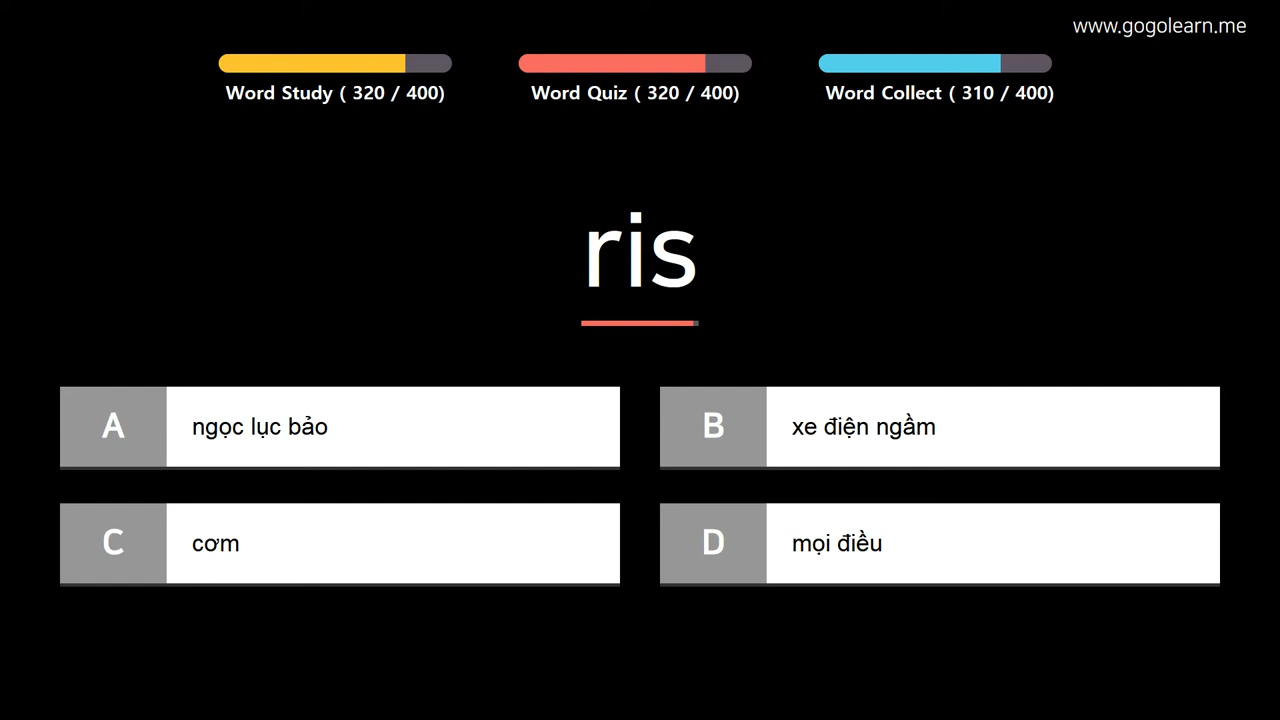 www.gogolearn.me
Word Study ( 320 / 400)
Word Quiz ( 320 / 400)
Word Collect ( 310 / 400)
ris
A ngọc lục bảo
B xe điện ngầm
C cơm
D mọi điều